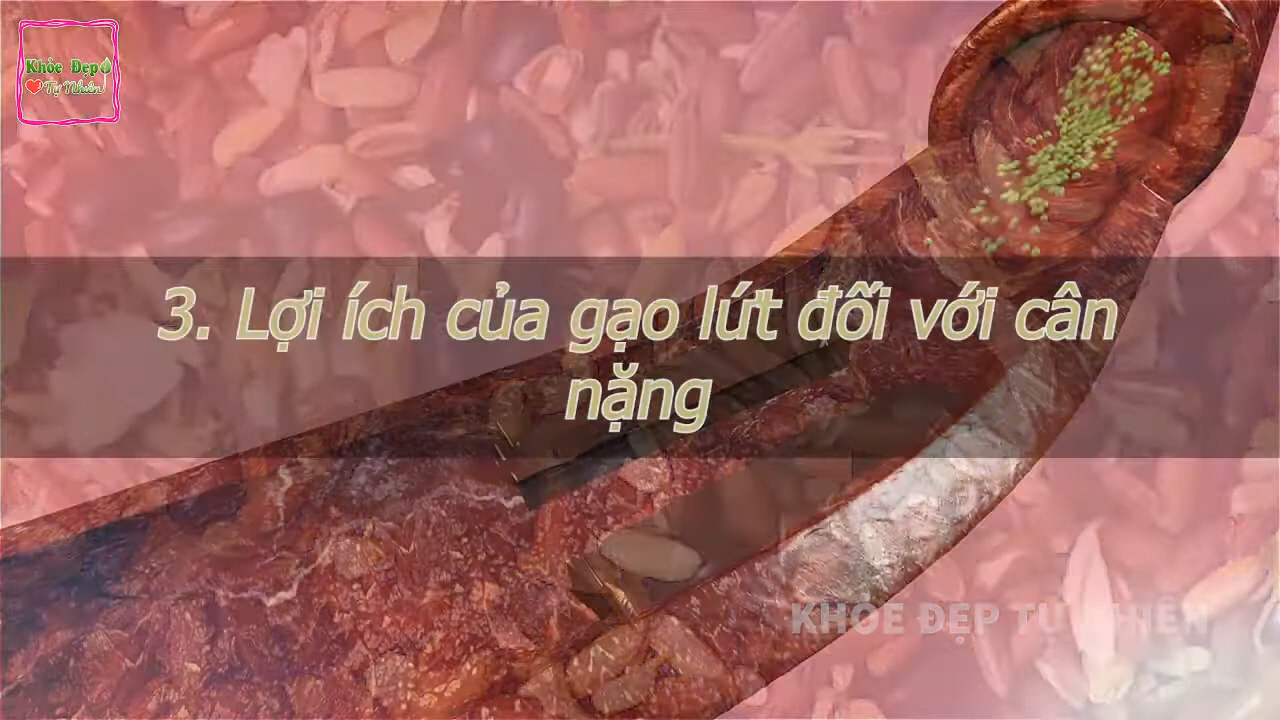 Khỏe Đẹp
Tự Nhiên
3. Lợi ích của gạo lứt đối với cân
nặng
KHỎE ĐẸP TỰ NHIÊN